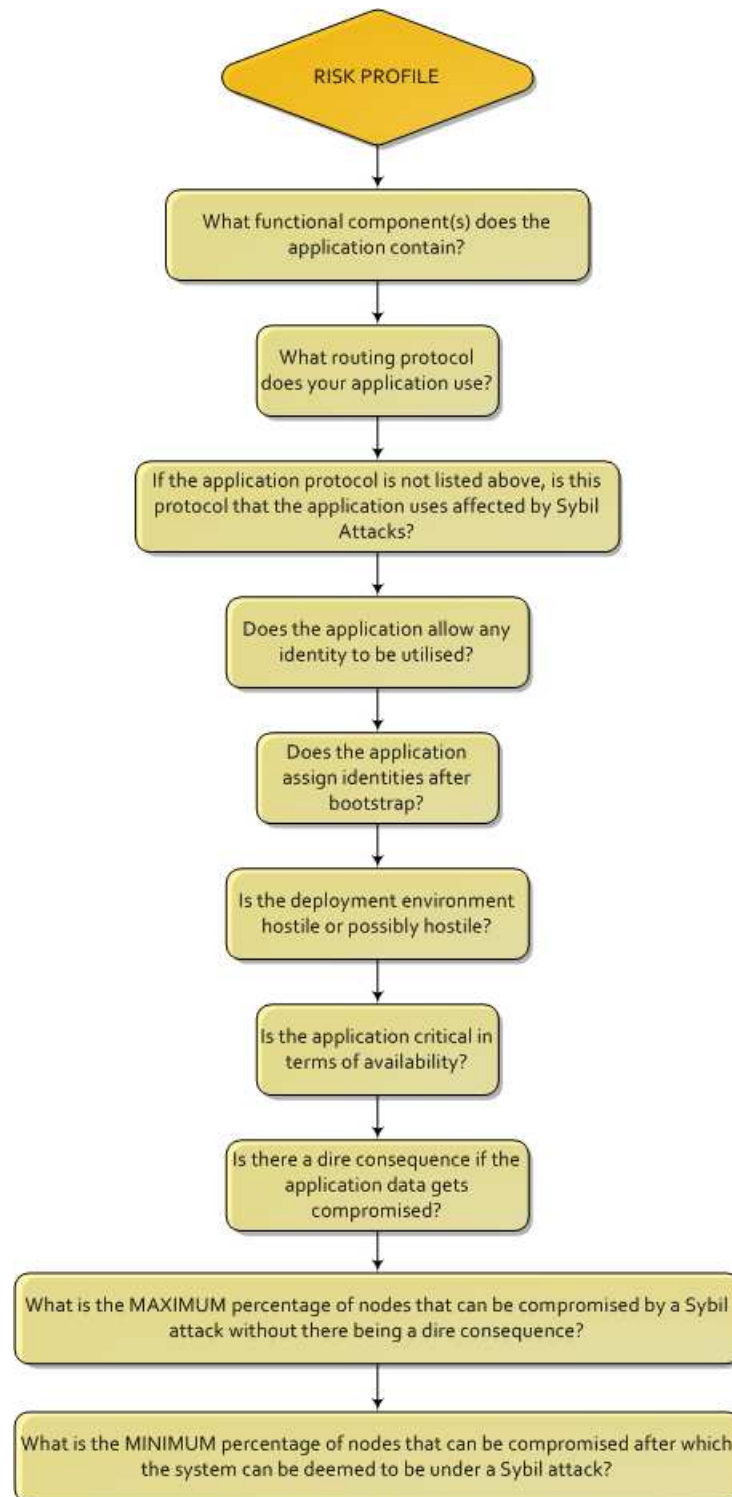 RISK PROFILE
What functional component(s) does the
application contain?
What routing protocol
does your application use?
If the application protocol is not listed above, is this
protocol that the application uses affected by Sybil
Attacks?
Does the application allow any
identity to be utilised?
Does the application
assign identities after
bootstrap?
Is the deployment environment
hostile or possibly hostile?
Is the application critical in
terms of availability?
Is there a dire consequence if the
application data gets
compromised?
What is the MAXIMUM percentage of nodes that can be compromised by a Sybil
attack without there being a dire consequence?
What is the MINIMUM percentage of nodes that can be compromised after which
the system can be deemed to be under a Sybil attack?